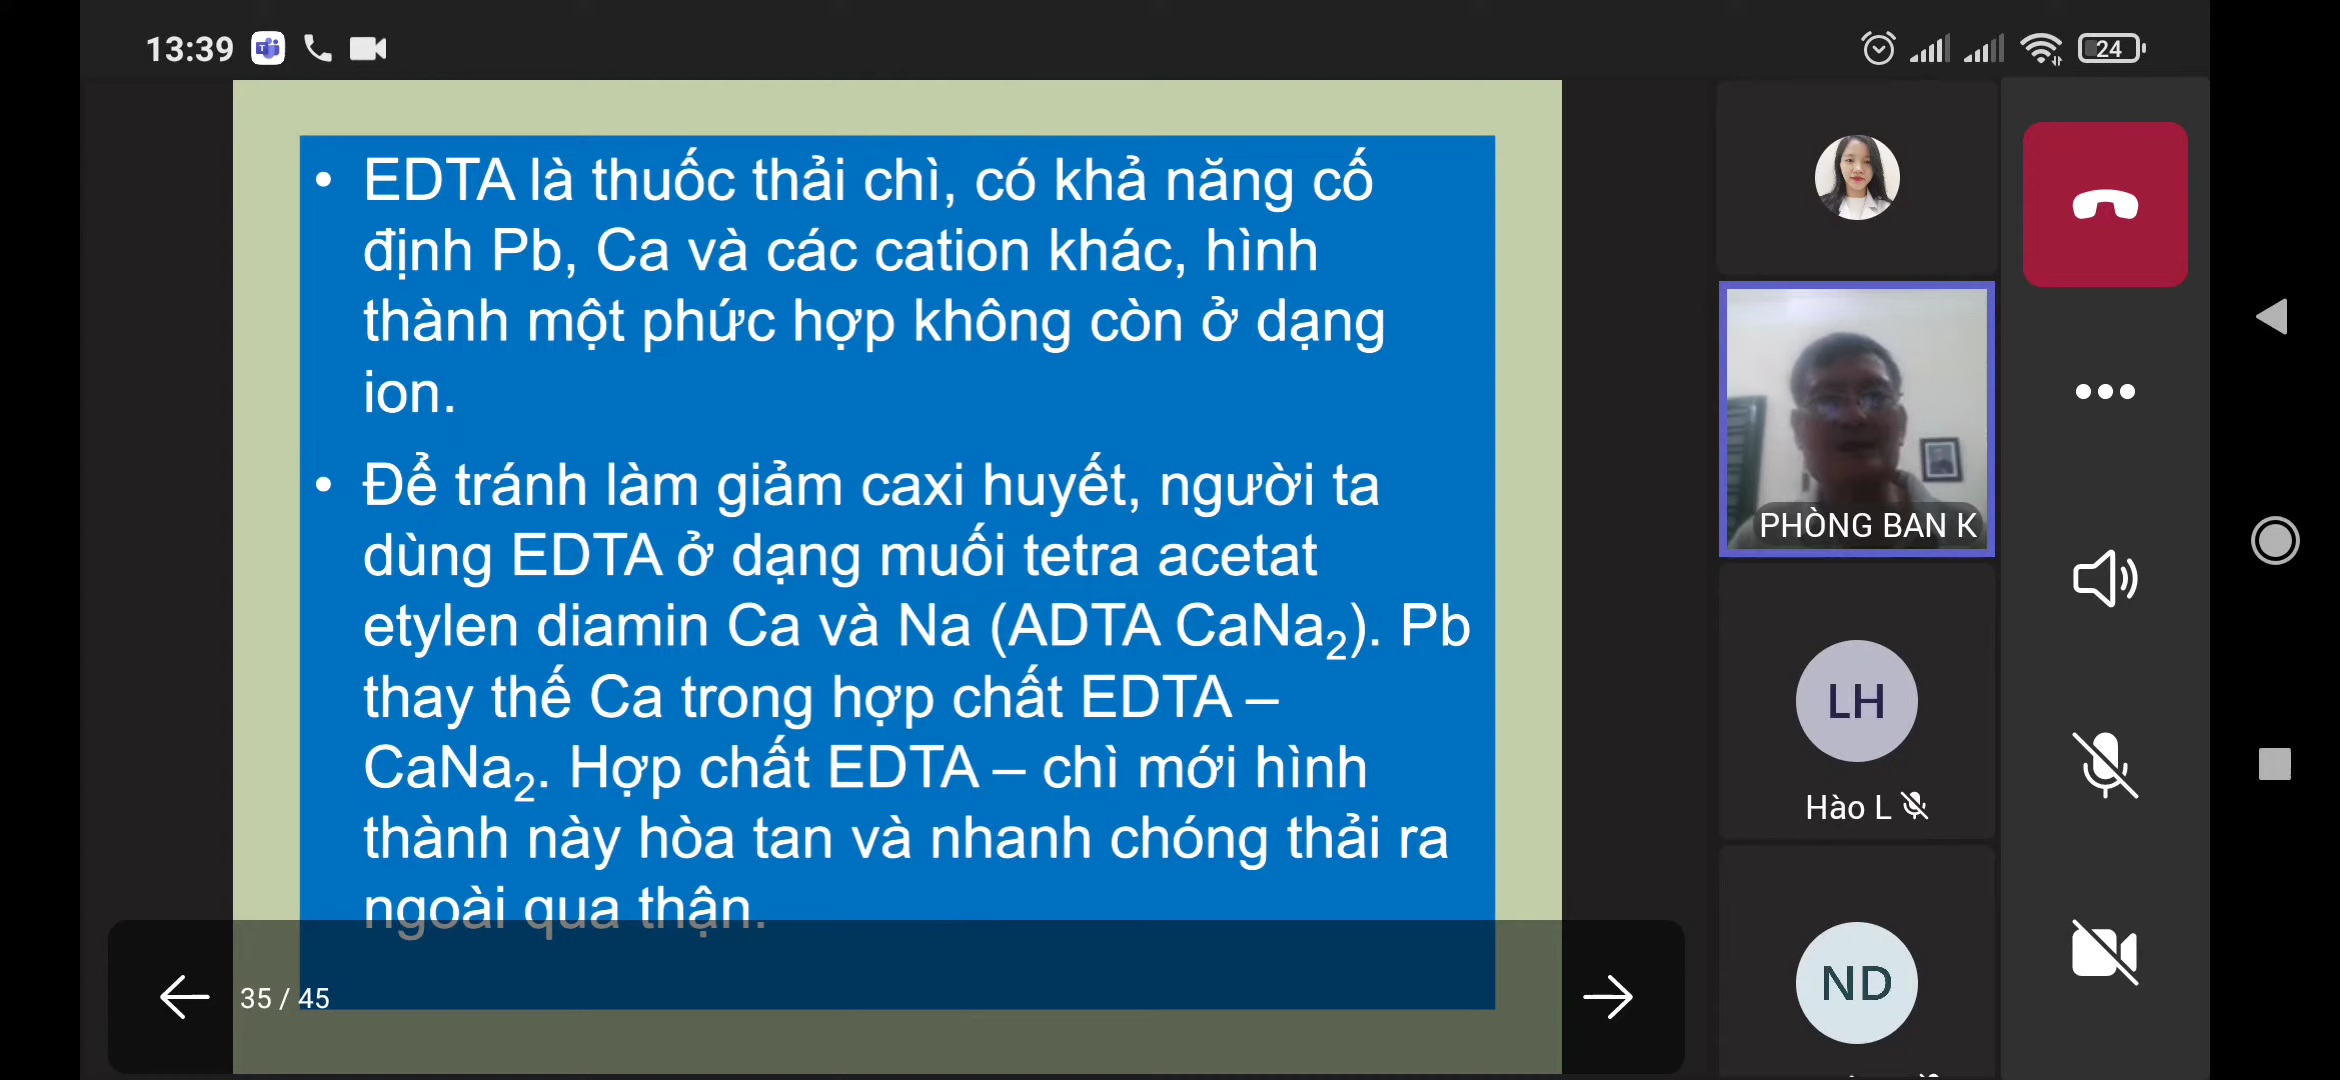 13:39
24
• EDTA là thuốc thải chì, có khả năng cố
định Pb, Ca và các cation khác, hình
thành một phức hợp không còn ở dạng
ion.
• Để tránh làm giảm caxi huyết, người ta
dùng EDTA ở dạng muối tetra acetat
etylen diamin Ca và Na (ADTA CaNa₂). Pb
thay thế Ca trong hợp chất EDTA –
CaNa₂. Hợp chất EDTA – chì mới hình
thành này hòa tan và nhanh chóng thải ra
ngoài qua thận.
35 / 45
PHÒNG BAN K
LH
Hào L
ND